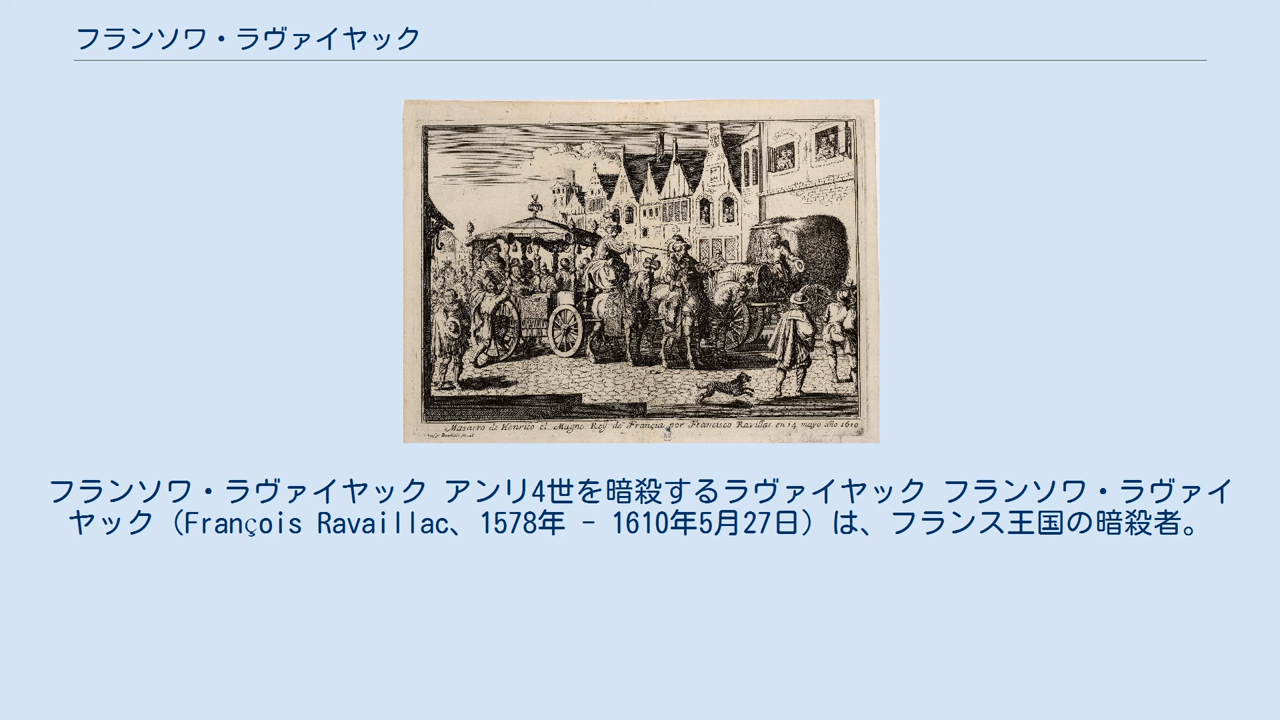 フランソワ・ラヴァイヤック
Masacro de Henrico el Magno Rey de França por Francisco Ravillas en 14 mayo año 1610
フランソワ・ラヴァイヤック アンリ4世を暗殺するラヴァイヤック フランソワ・ラヴァイ
ヤック（François Ravaillac、1578年 - 1610年5月27日）は、フランス王国の暗殺者。